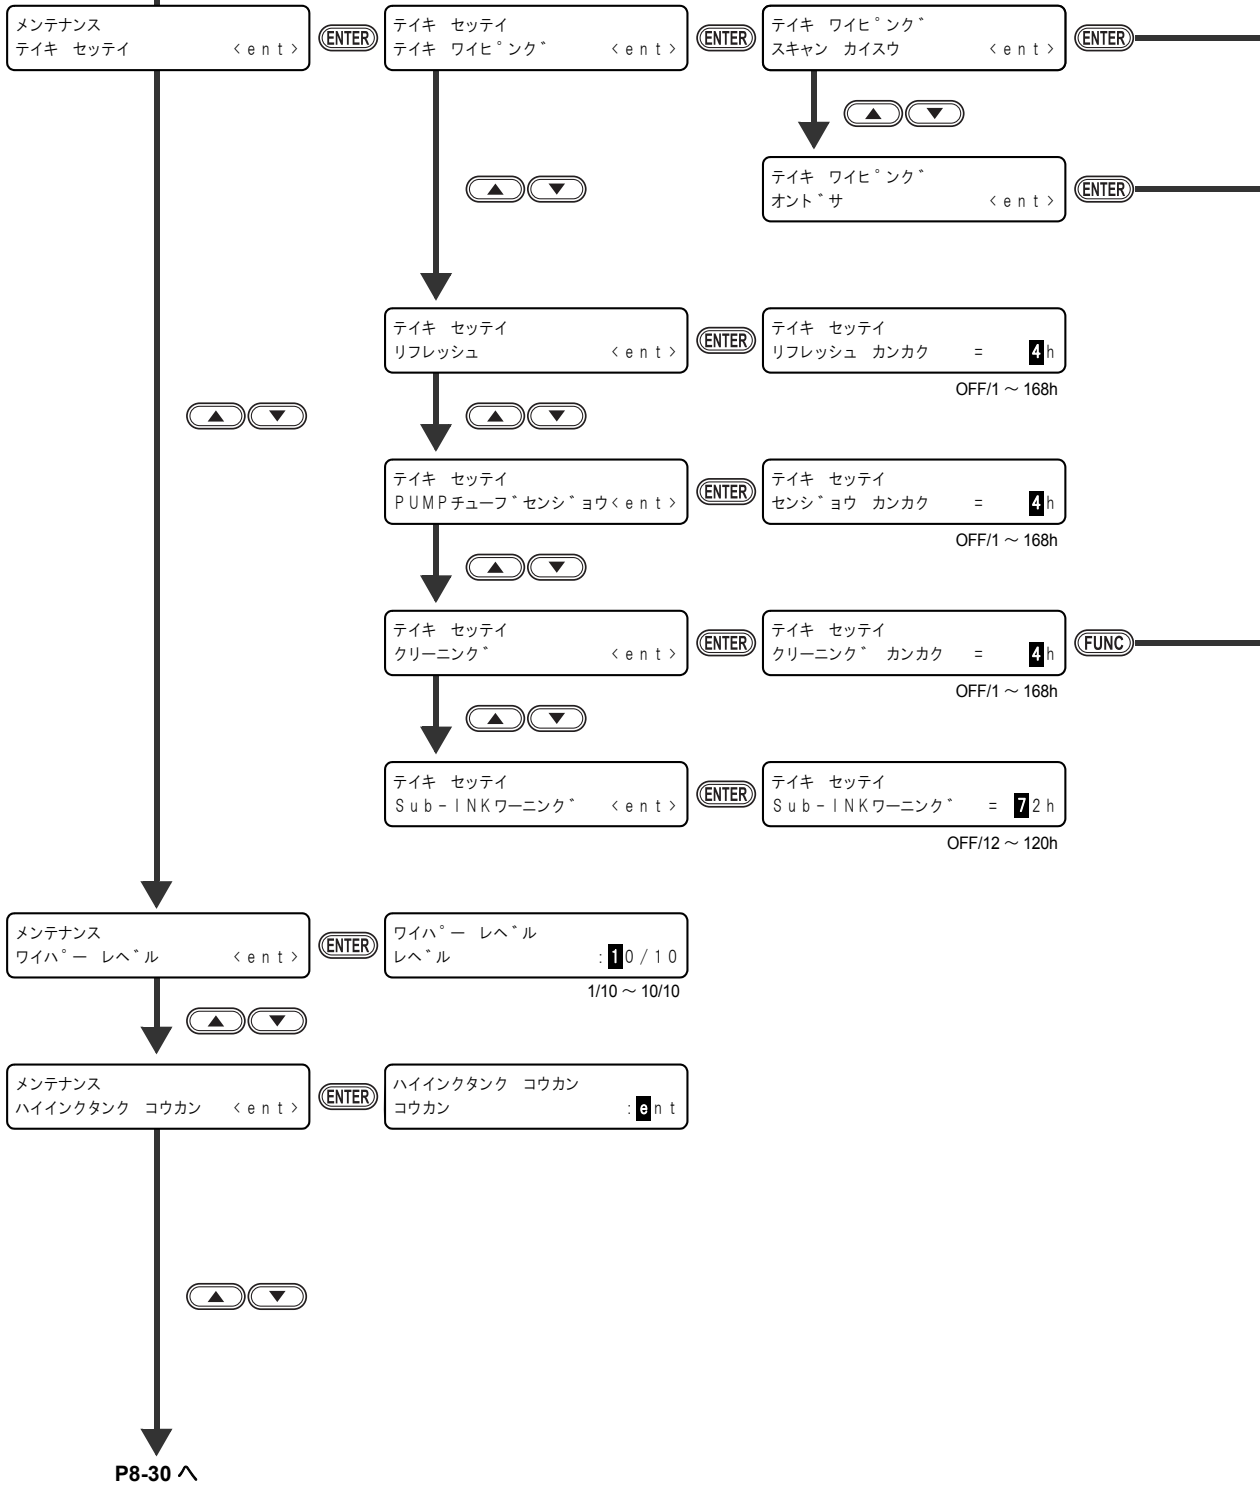 メンテナンス
テイキ セッテイ <ent>
ENTER
テイキ セッテイ
テイキ ワイピング <ent>
ENTER
テイキ ワイピング
スキャン カイスウ <ent>
ENTER
テイキ ワイピング
オンドサ <ent>
ENTER
テイキ セッテイ
リフレッシュ <ent>
ENTER
テイキ セッテイ
リフレッシュ カンカク = 4h
OFF/1 ～ 168h
テイキ セッテイ
PUMPチューブセンジョウ<ent>
ENTER
テイキ セッテイ
センジョウ カンカク = 4h
OFF/1 ～ 168h
テイキ セッテイ
クリーニング <ent>
ENTER
テイキ セッテイ
クリーニング カンカク = 4h
FUNC
OFF/1 ～ 168h
テイキ セッテイ
Sub-INKワーニング <ent>
ENTER
テイキ セッテイ
Sub-INKワーニング = 72h
OFF/12 ～ 120h
メンテナンス
ワイパー レベル <ent>
ENTER
ワイパー レベル
レベル :10/10
1/10 ～ 10/10
メンテナンス
ハイインクタンク コウカン <ent>
ENTER
ハイインクタンク コウカン
コウカン :ent
P8-30 へ